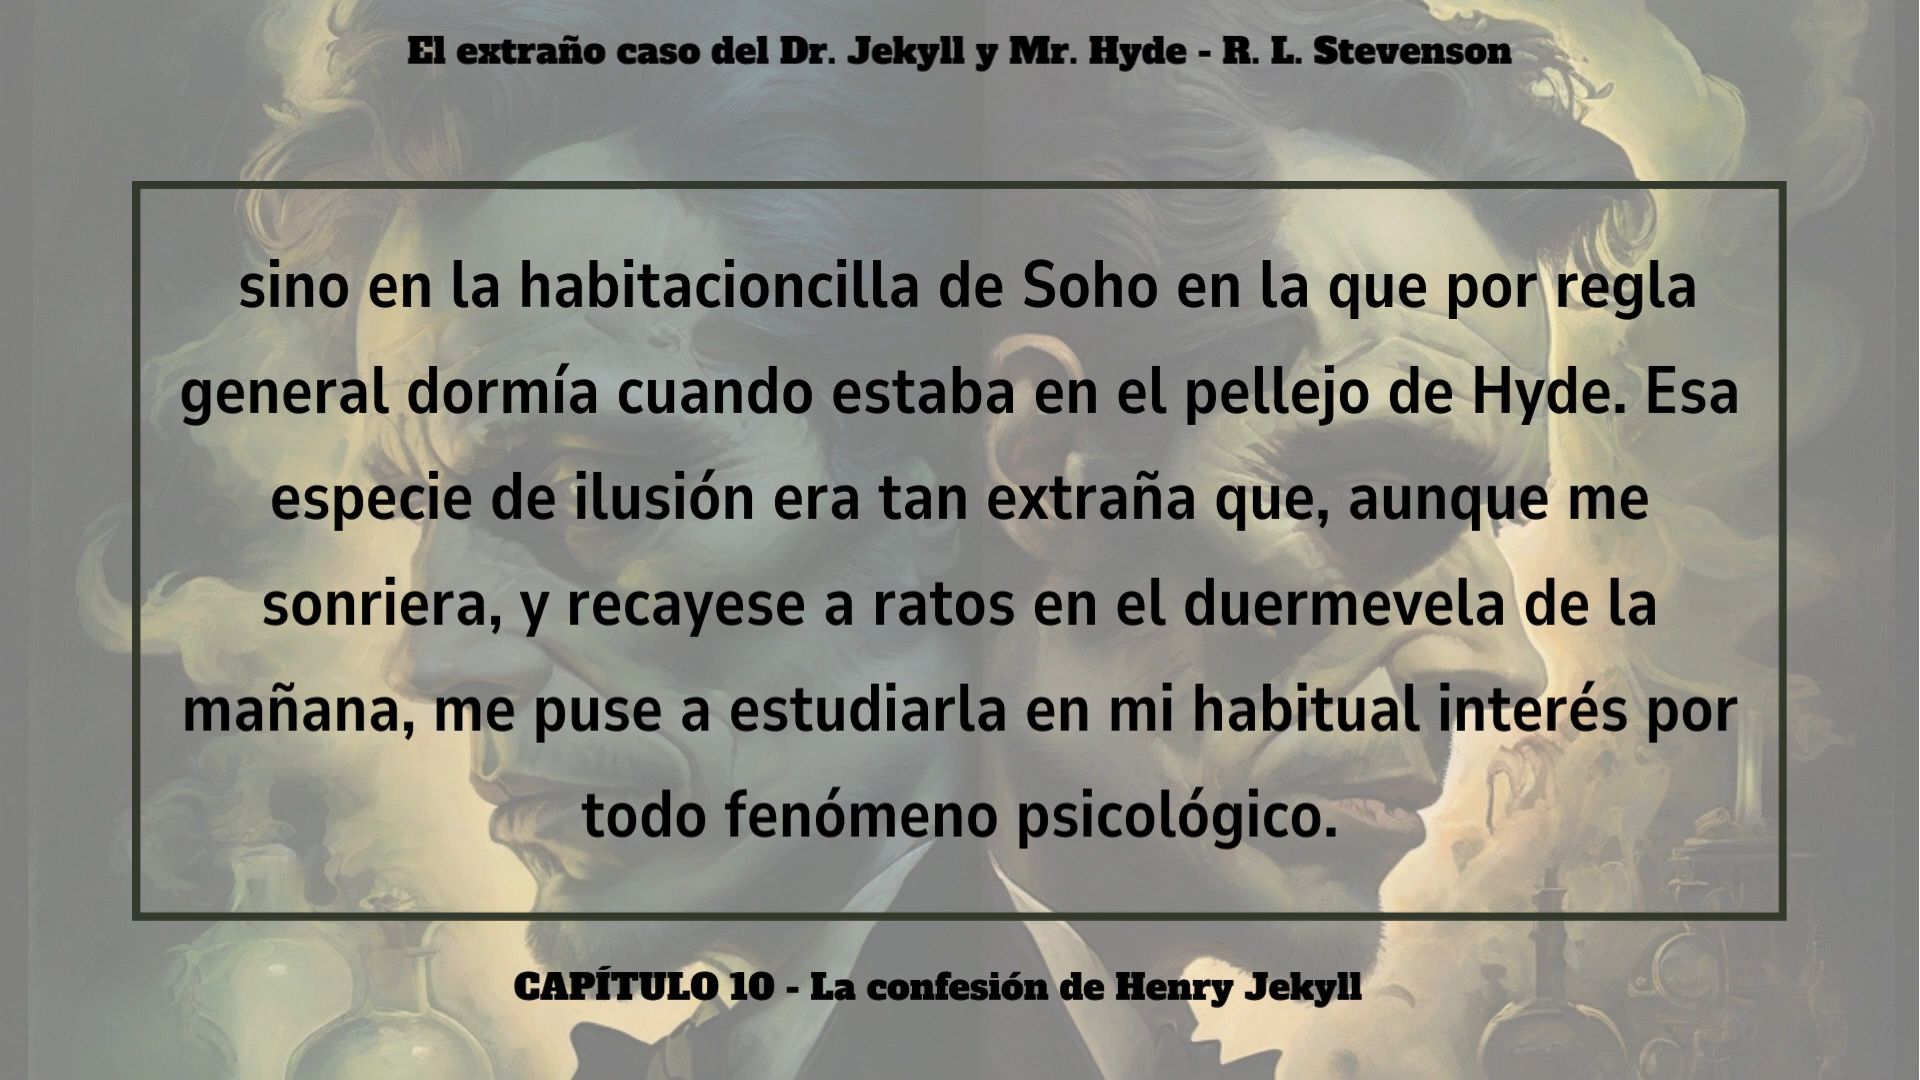 El extraño caso del Dr. Jekyll y Mr. Hyde - R. L. Stevenson
sino en la habitacioncilla de Soho en la que por regla
general dormía cuando estaba en el pellejo de Hyde. Esa
especie de ilusión era tan extraña que, aunque me
sonriera, y recayese a ratos en el duermevela de la
mañana, me puse a estudiarla en mi habitual interés por
todo fenómeno psicológico.
CAPÍTULO 10 - La confesión de Henry Jekyll